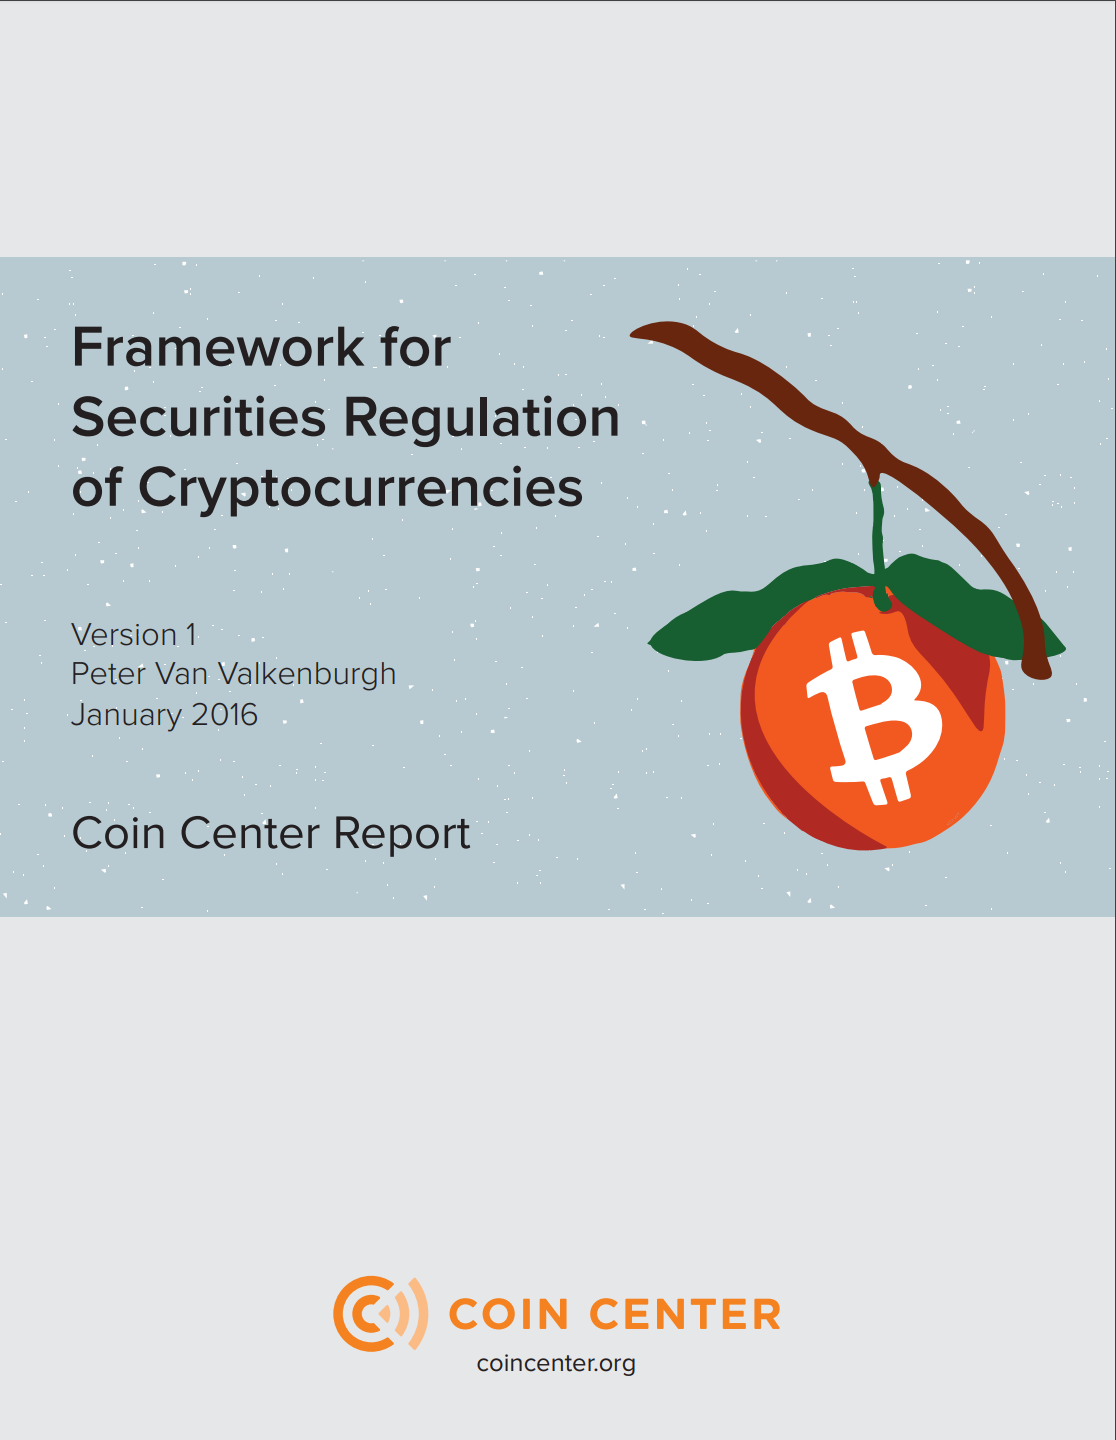 Framework for
Securities Regulation
of Cryptocurrencies
Version 1
Peter Van Valkenburgh
January 2016
Coin Center Report
COIN CENTER
coincenter.org